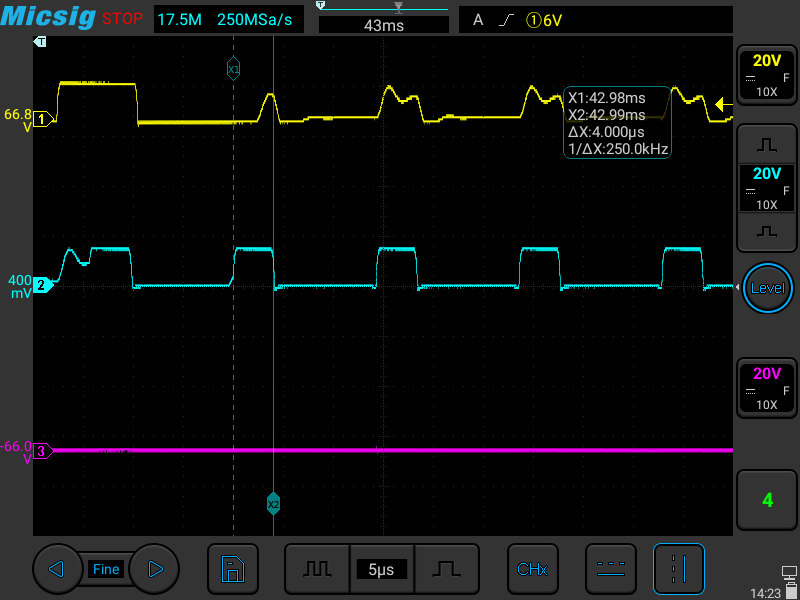 Micsig STOP 17.5M 250MSa/s T 43ms A ①6V
T
X1
20V
F
10X
X1:42.98ms
X2:42.99ms
ΔX:4.000μs
1/ΔX:250.0kHz
66.8
V
1
20V
F
10X
400
mV
2
Level
20V
F
10X
-66.0
V
3
X2
4
Fine
5μs
CHx
14:23